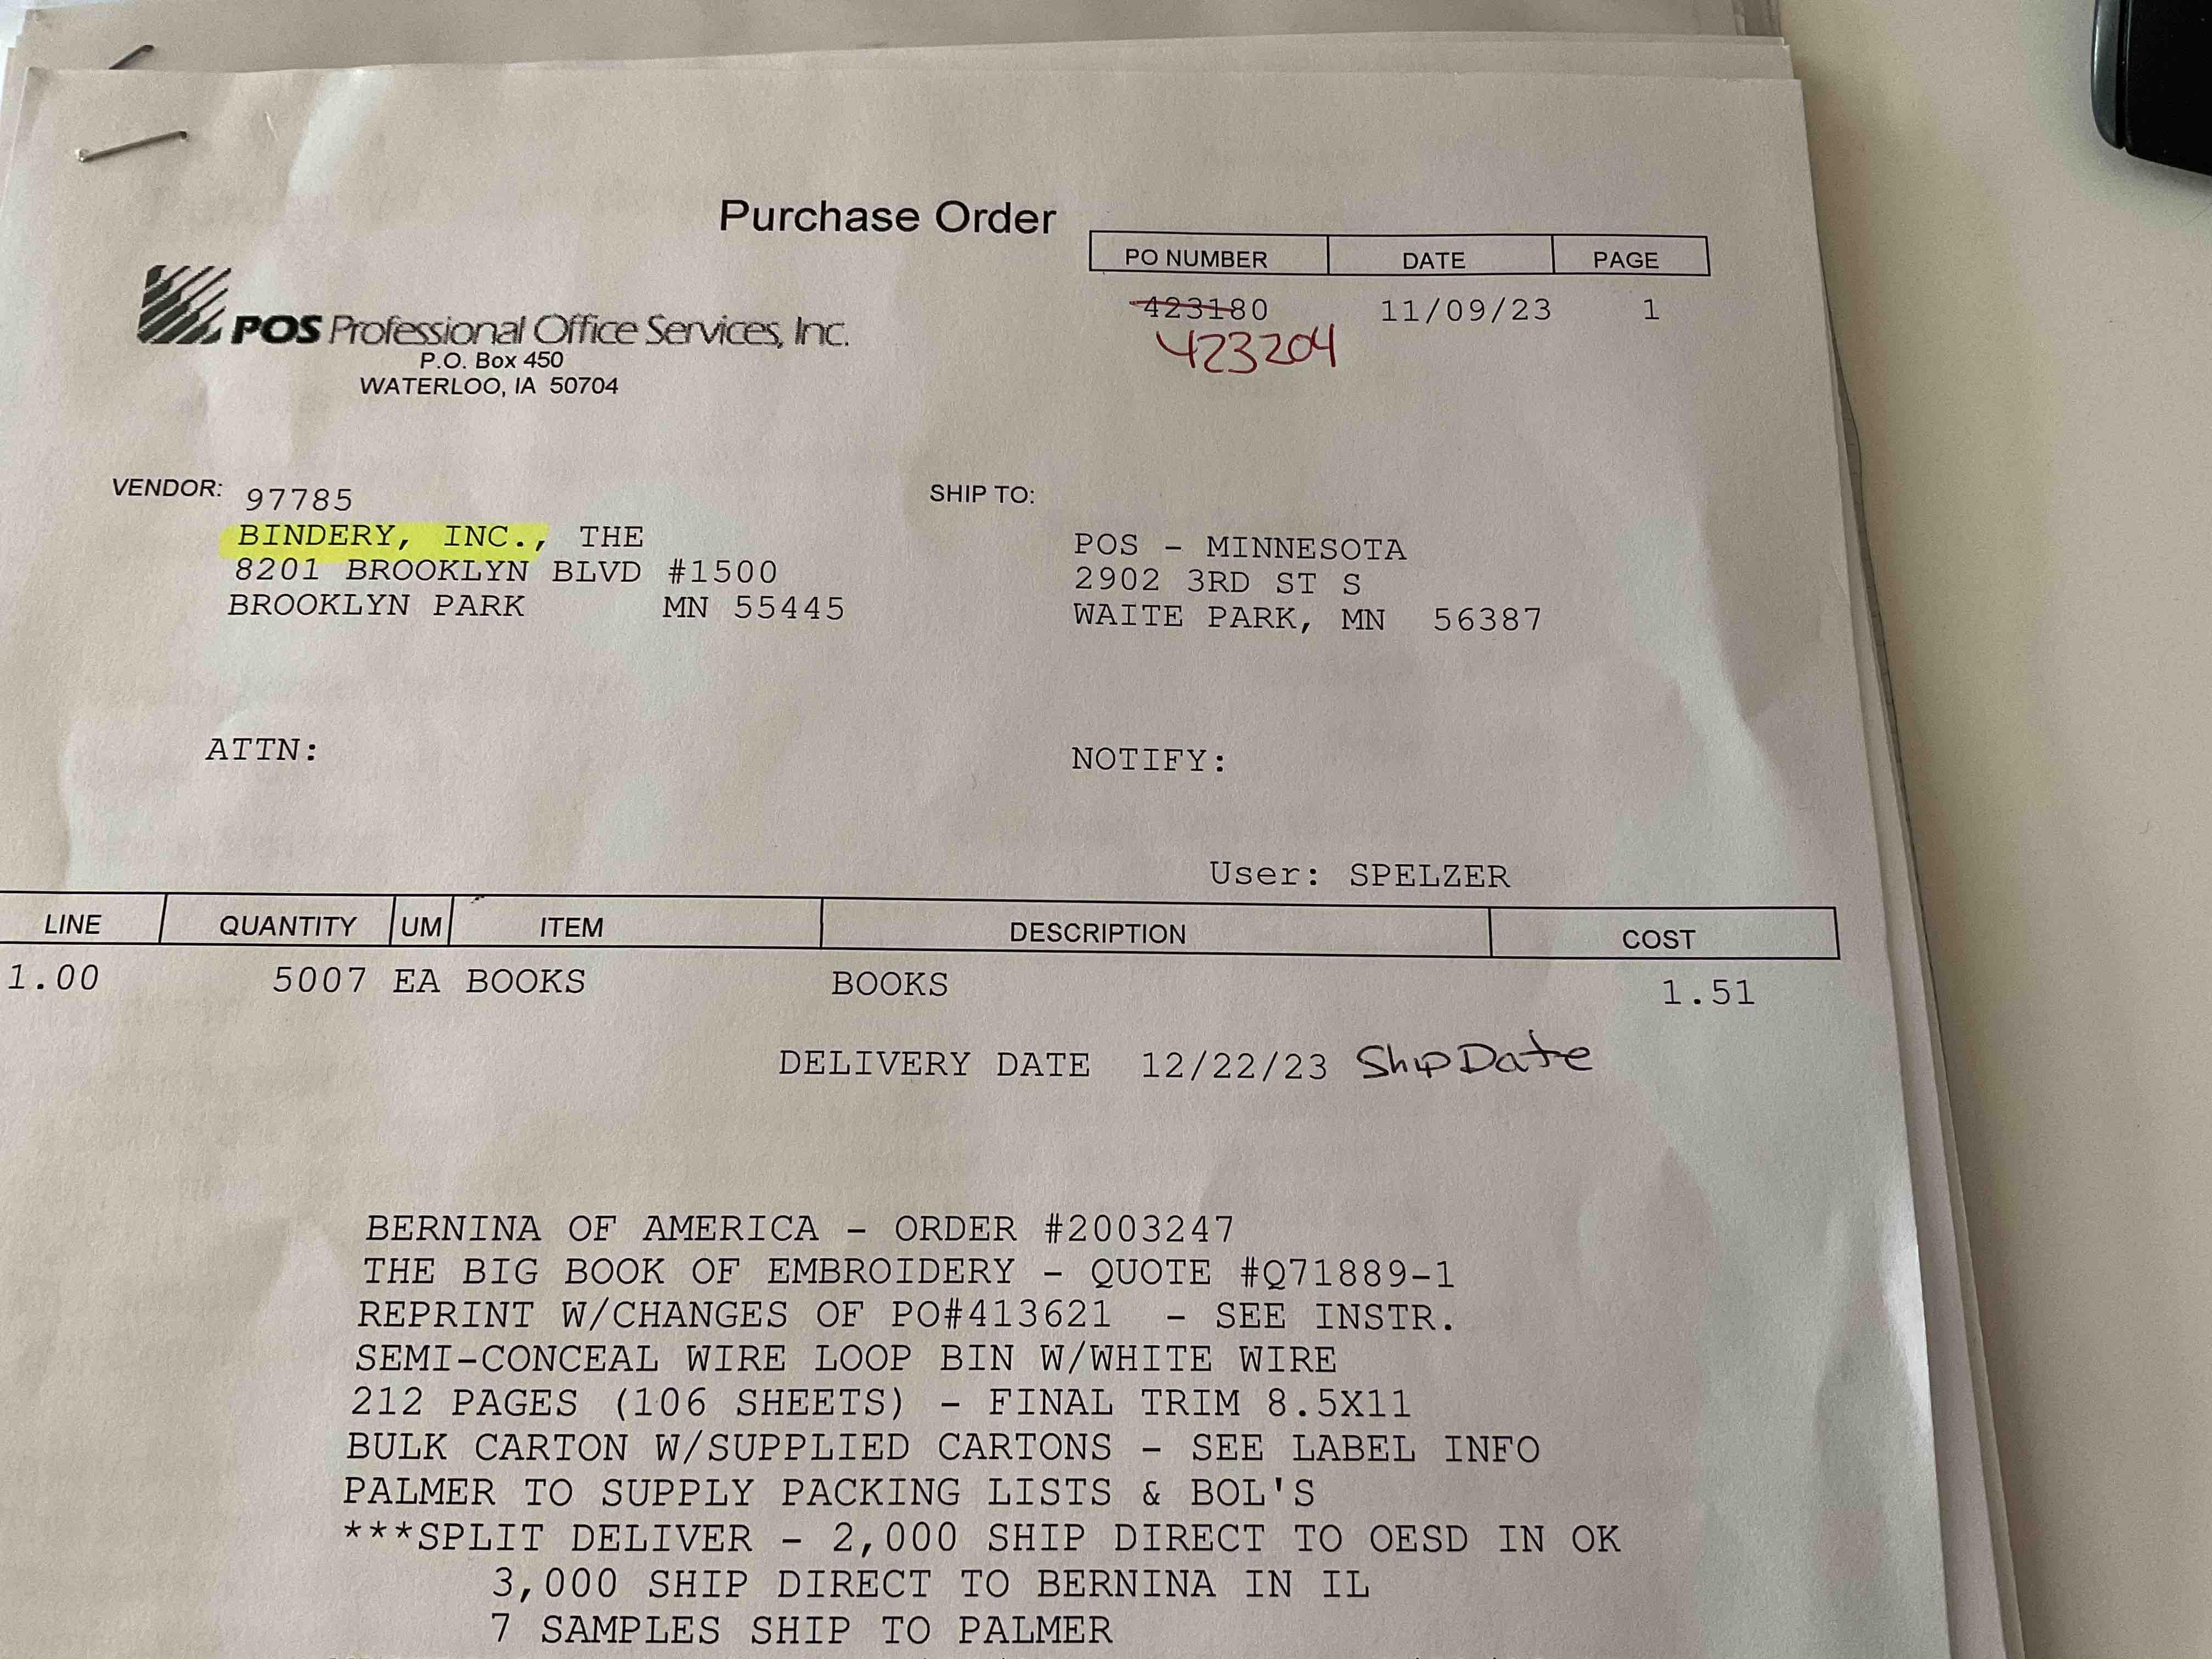 Purchase Order
PO NUMBER DATE PAGE
423180 11/09/23 1
423204
POS Professional Office Services, Inc.
P.O. Box 450
WATERLOO, IA 50704
VENDOR: 97785
BINDERY, INC., THE
8201 BROOKLYN BLVD #1500
BROOKLYN PARK MN 55445
SHIP TO:
POS - MINNESOTA
2902 3RD ST S
WAITE PARK, MN 56387
ATTN:
NOTIFY:
User: SPELZER
LINE QUANTITY UM ITEM DESCRIPTION COST
1.00 5007 EA BOOKS BOOKS 1.51
DELIVERY DATE 12/22/23 Ship Date
BERNINA OF AMERICA - ORDER #2003247
THE BIG BOOK OF EMBROIDERY - QUOTE #Q71889-1
REPRINT W/CHANGES OF PO#413621 - SEE INSTR.
SEMI-CONCEAL WIRE LOOP BIN W/WHITE WIRE
212 PAGES (106 SHEETS) - FINAL TRIM 8.5X11
BULK CARTON W/SUPPLIED CARTONS - SEE LABEL INFO
PALMER TO SUPPLY PACKING LISTS & BOL'S
***SPLIT DELIVER - 2,000 SHIP DIRECT TO OESD IN OK
3,000 SHIP DIRECT TO BERNINA IN IL
7 SAMPLES SHIP TO PALMER